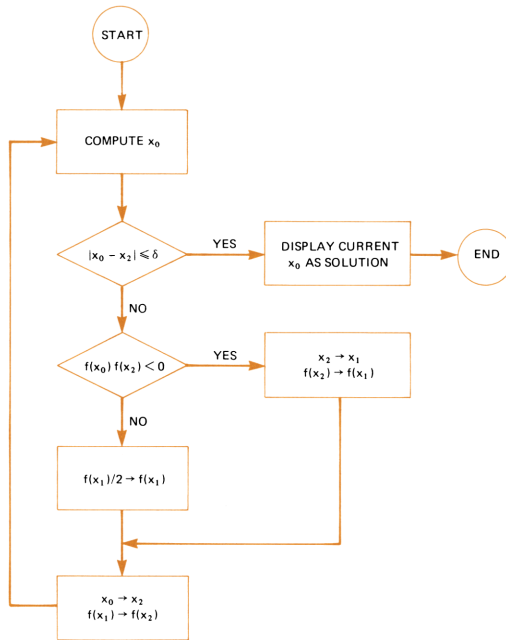 START
COMPUTE x₀
|x₀ − x₂| ⩽ δ
YES
DISPLAY CURRENT
x₀ AS SOLUTION
END
NO
f(x₀) f(x₂) < 0
YES
x₂ → x₁
f(x₂) → f(x₁)
NO
f(x₁)/2 → f(x₁)
x₀ → x₂
f(x₁) → f(x₂)